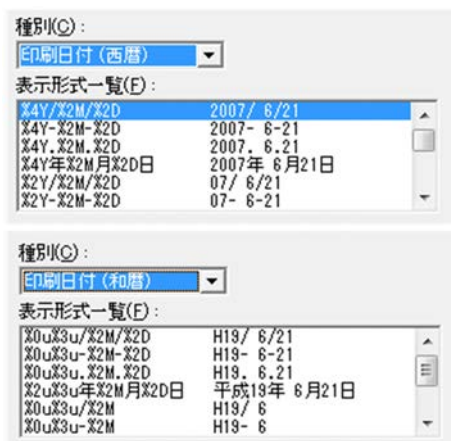 種別(C):
印刷日付(西暦)
表示形式一覧(F):
%4Y/%2M/%2D 2007/ 6/21
%4Y-%2M-%2D 2007- 6-21
%4Y.%2M.%2D 2007. 6.21
%4Y年%2M月%2D日 2007年 6月21日
%2Y/%2M/%2D 07/ 6/21
%2Y-%2M-%2D 07- 6-21
種別(C):
印刷日付(和暦)
表示形式一覧(F):
%0u%3u/%2M/%2D H19/ 6/21
%0u%3u-%2M-%2D H19- 6-21
%0u%3u.%2M.%2D H19. 6.21
%2u%3u年%2M月%2D日 平成19年 6月21日
%0u%3u/%2M H19/ 6
%0u%3u-%2M H19- 6